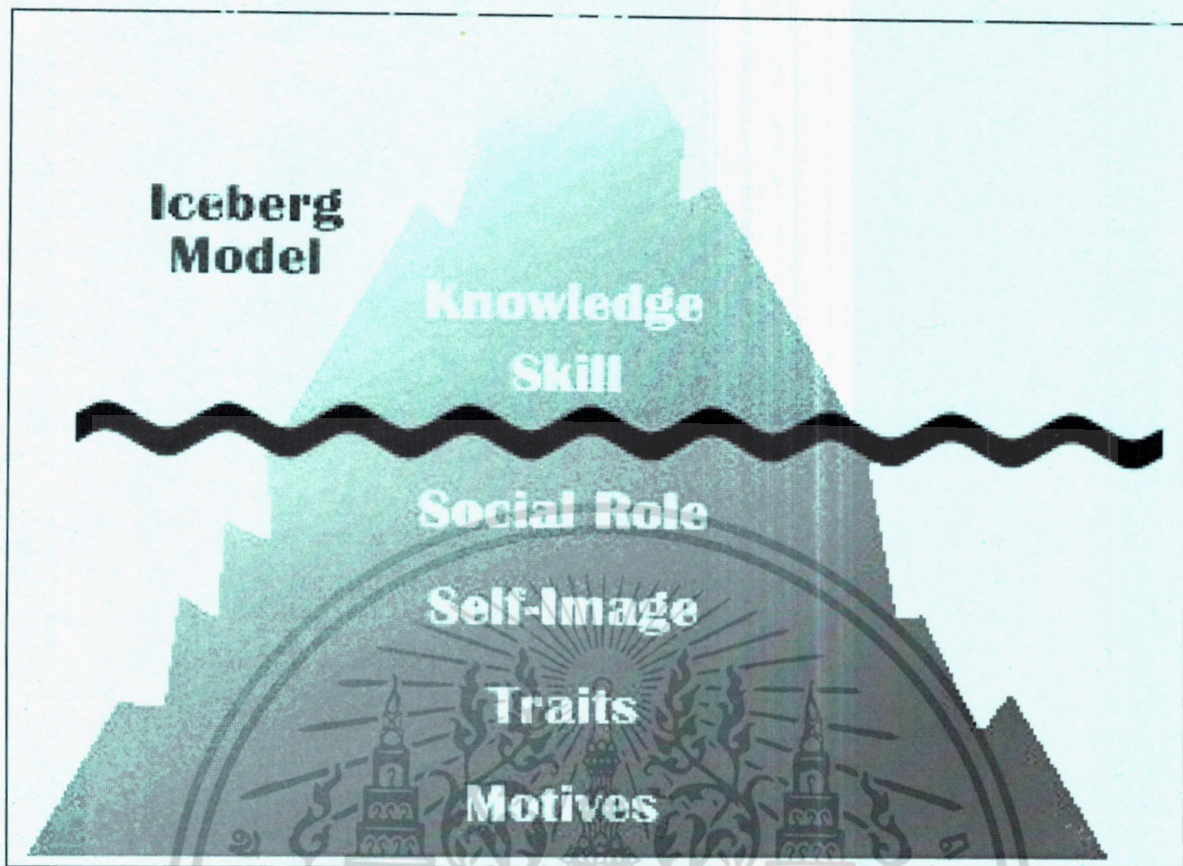 Iceberg
Model
Knowledge
Skill
Social Role
Self-Image
Traits
Motives